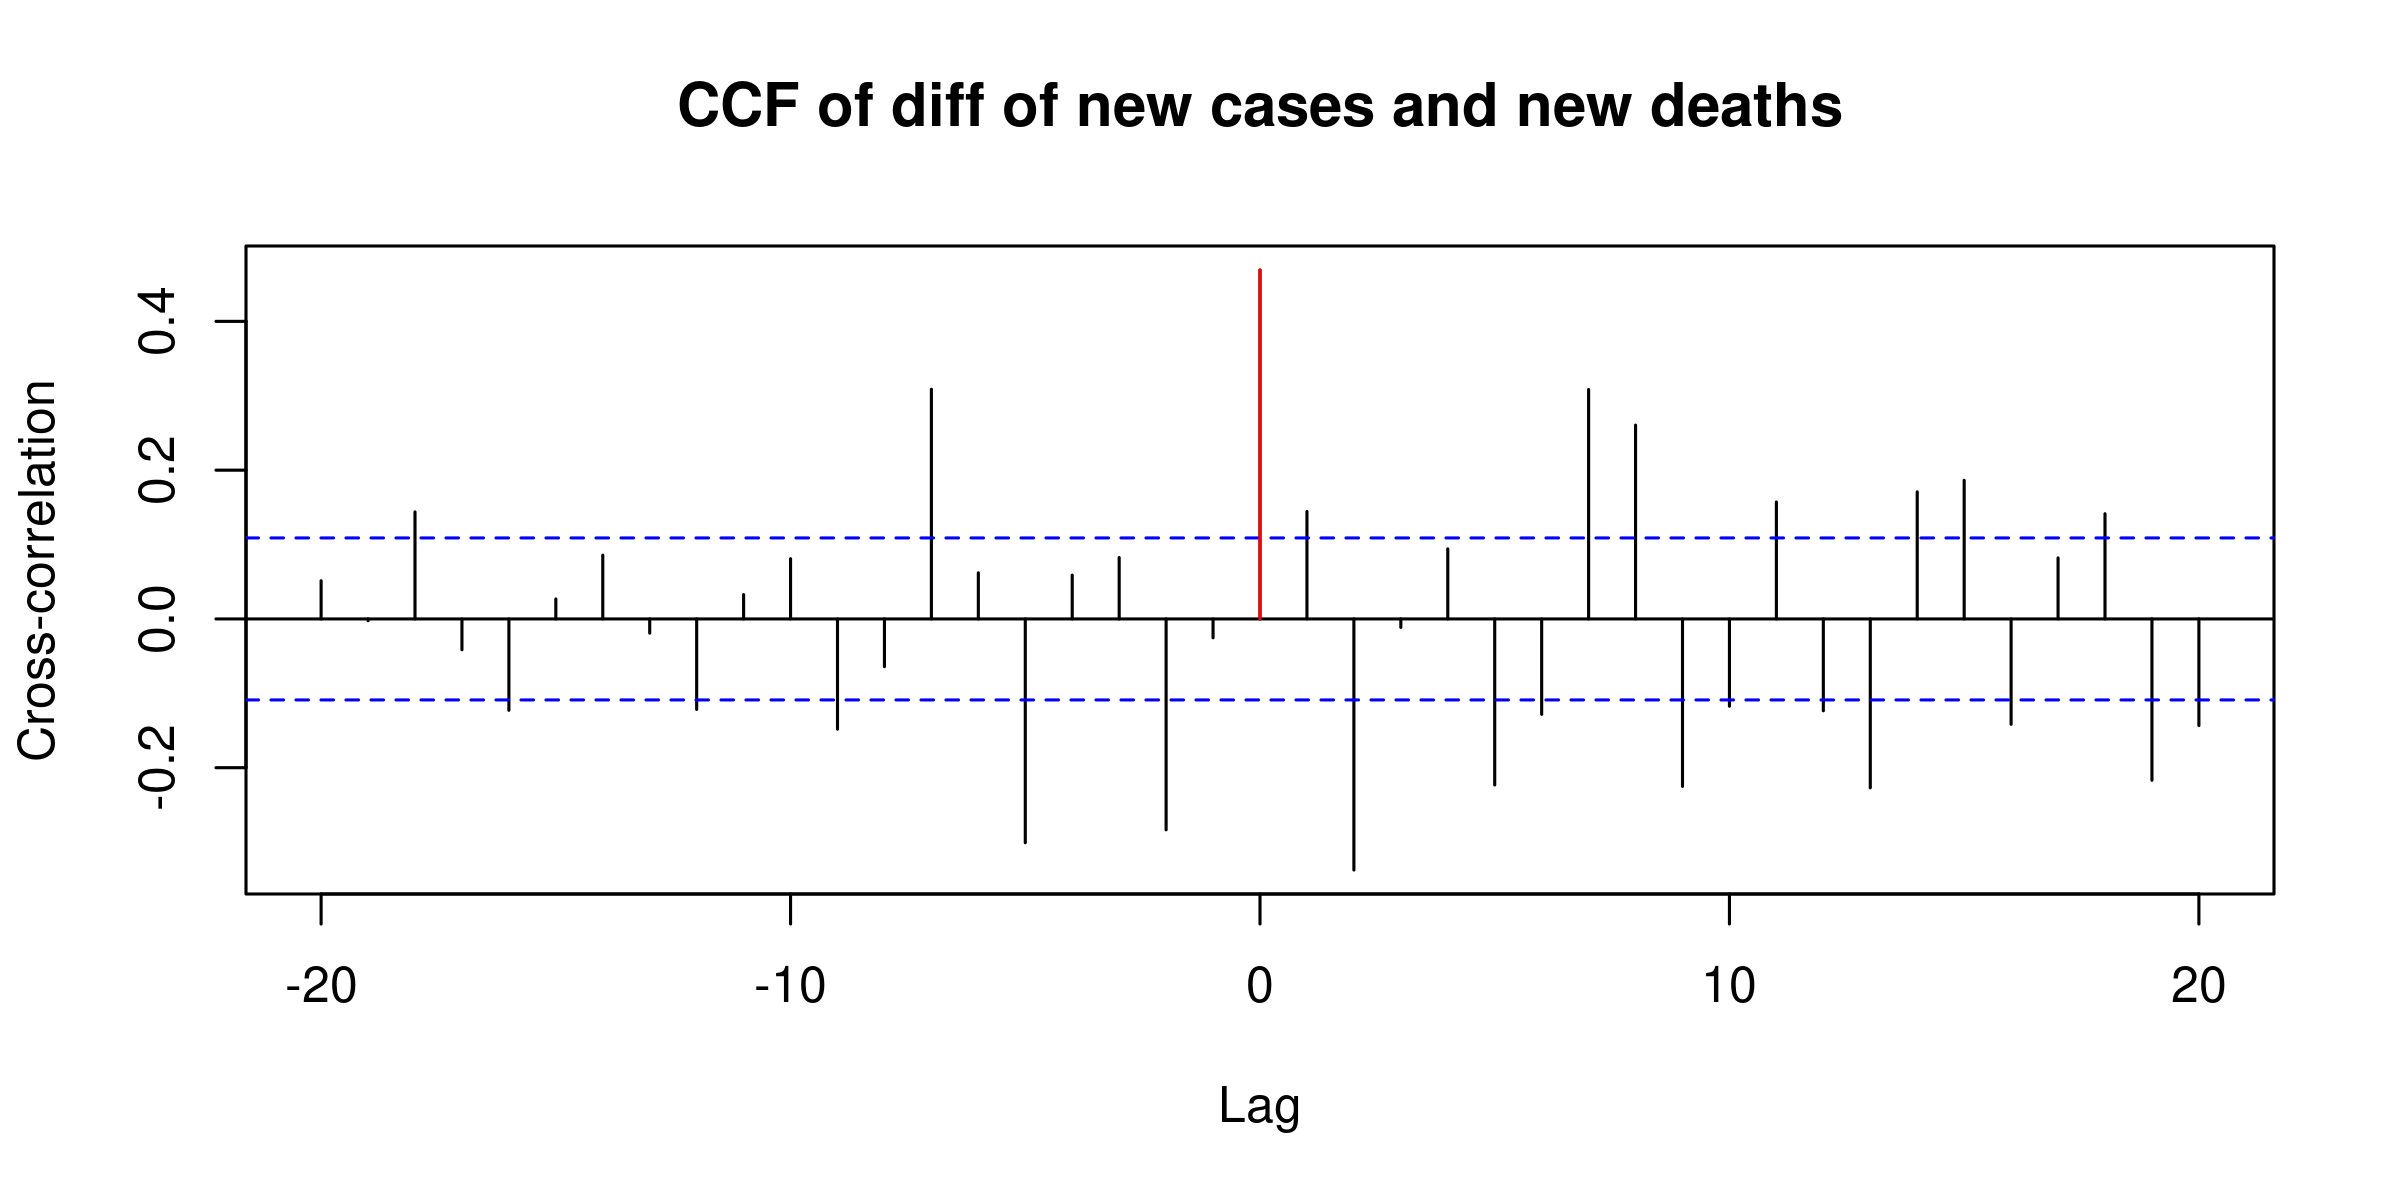 CCF of diff of new cases and new deaths
Cross-correlation
0.4
0.2
0.0
-0.2
-20 -10 0 10 20
Lag